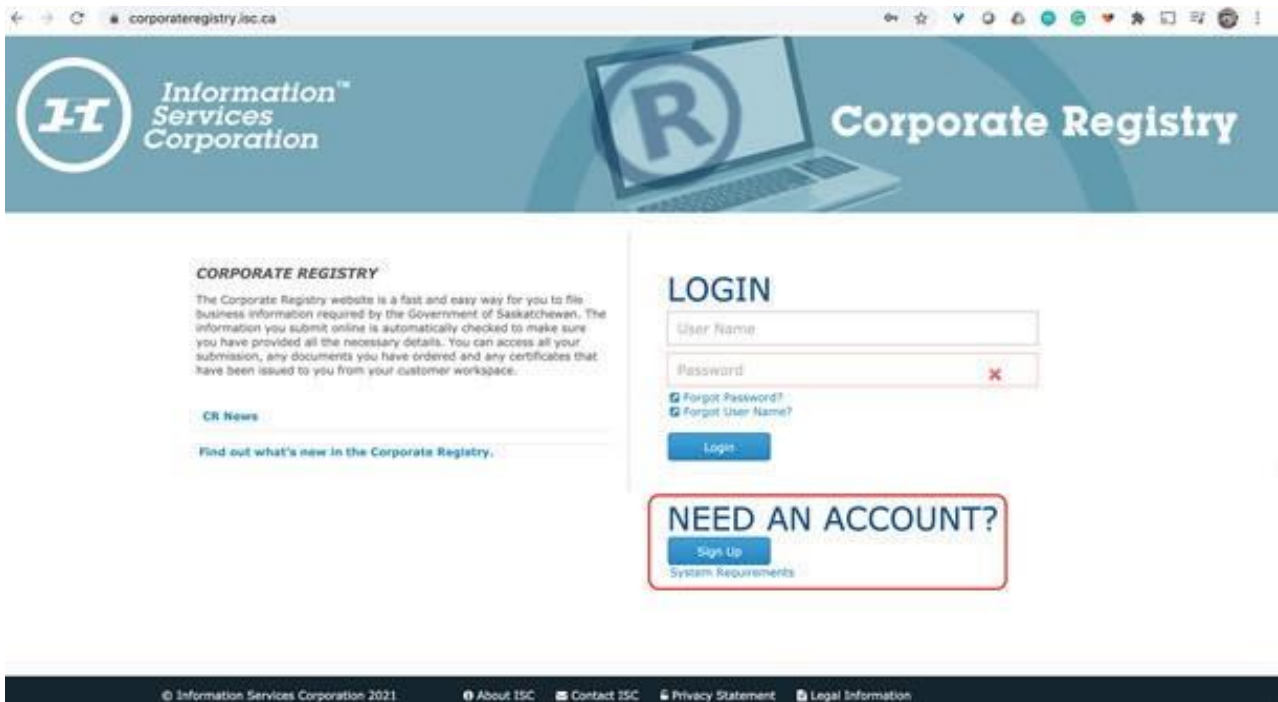 corporateregistry.isc.ca
Information™
Services
Corporation
R
Corporate Registry
CORPORATE REGISTRY
The Corporate Registry website is a fast and easy way for you to file
business information required by the Government of Saskatchewan. The
information you submit online is automatically checked to make sure
you have provided all the necessary details. You can access all your
submission, any documents you have ordered and any certificates that
have been issued to you from your customer workspace.
CR News
Find out what's new in the Corporate Registry.
LOGIN
User Name
Password
Forgot Password?
Forgot User Name?
Login
NEED AN ACCOUNT?
Sign Up
System Requirements
© Information Services Corporation 2021 About ISC Contact ISC Privacy Statement Legal Information